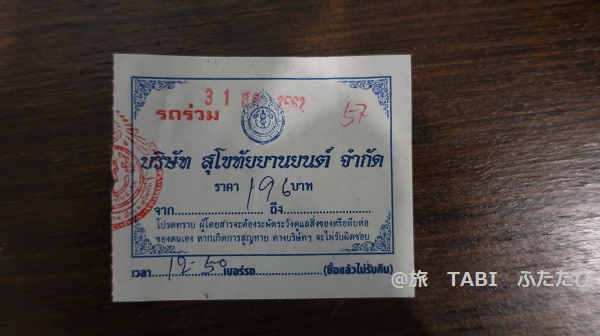 31 ส.ค. 2562
57
รถร่วม
บริษัท สุโขทัยยานยนต์ จำกัด
ราคา 196 บาท
จาก........................ ถึง........................
โปรดทราบ ผู้โดยสารจะต้องระมัดระวังดูแลสิ่งของหรือหีบห่อ
ของตนเอง หากเกิดการสูญหาย ทางบริษัทฯ จะไม่รับผิดชอบ
เวลา 12-50 เบอร์รถ........................ (ซื้อแล้วไม่รับคืน)
@旅 TABI ふたたび